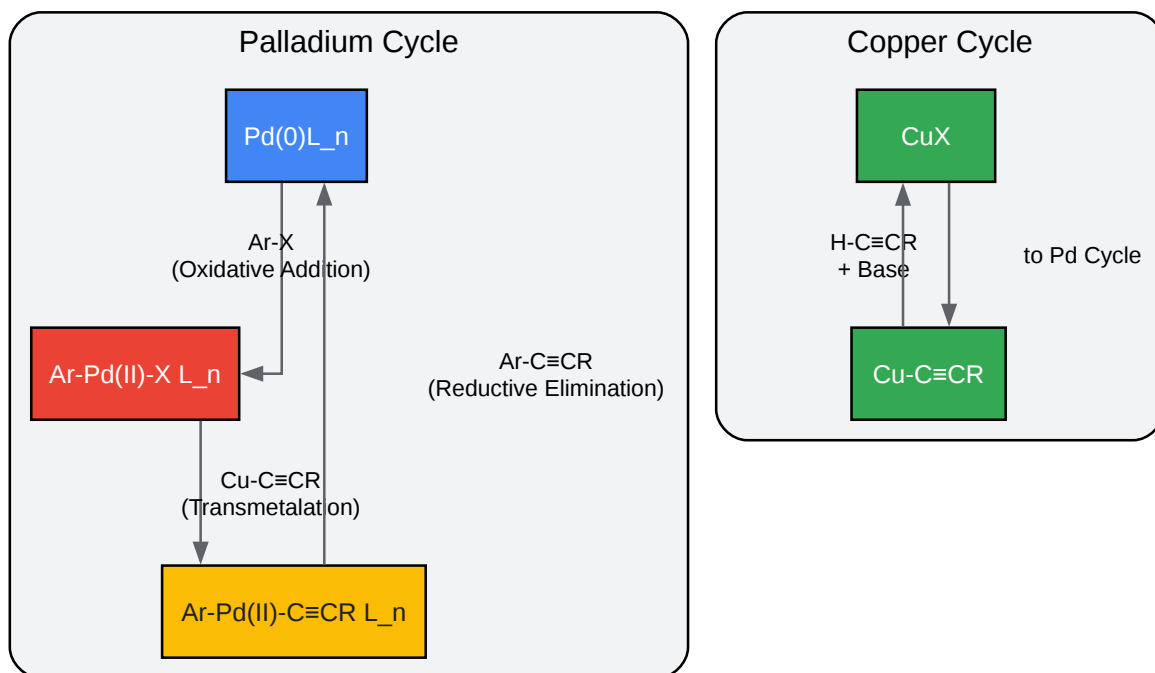 Palladium Cycle
Pd(0)L_n
Ar-X
(Oxidative Addition)
Ar-Pd(II)-X L_n
Ar-C≡CR
(Reductive Elimination)
Cu-C≡CR
(Transmetalation)
Ar-Pd(II)-C≡CR L_n
Copper Cycle
CuX
H-C≡CR
+ Base
to Pd Cycle
Cu-C≡CR